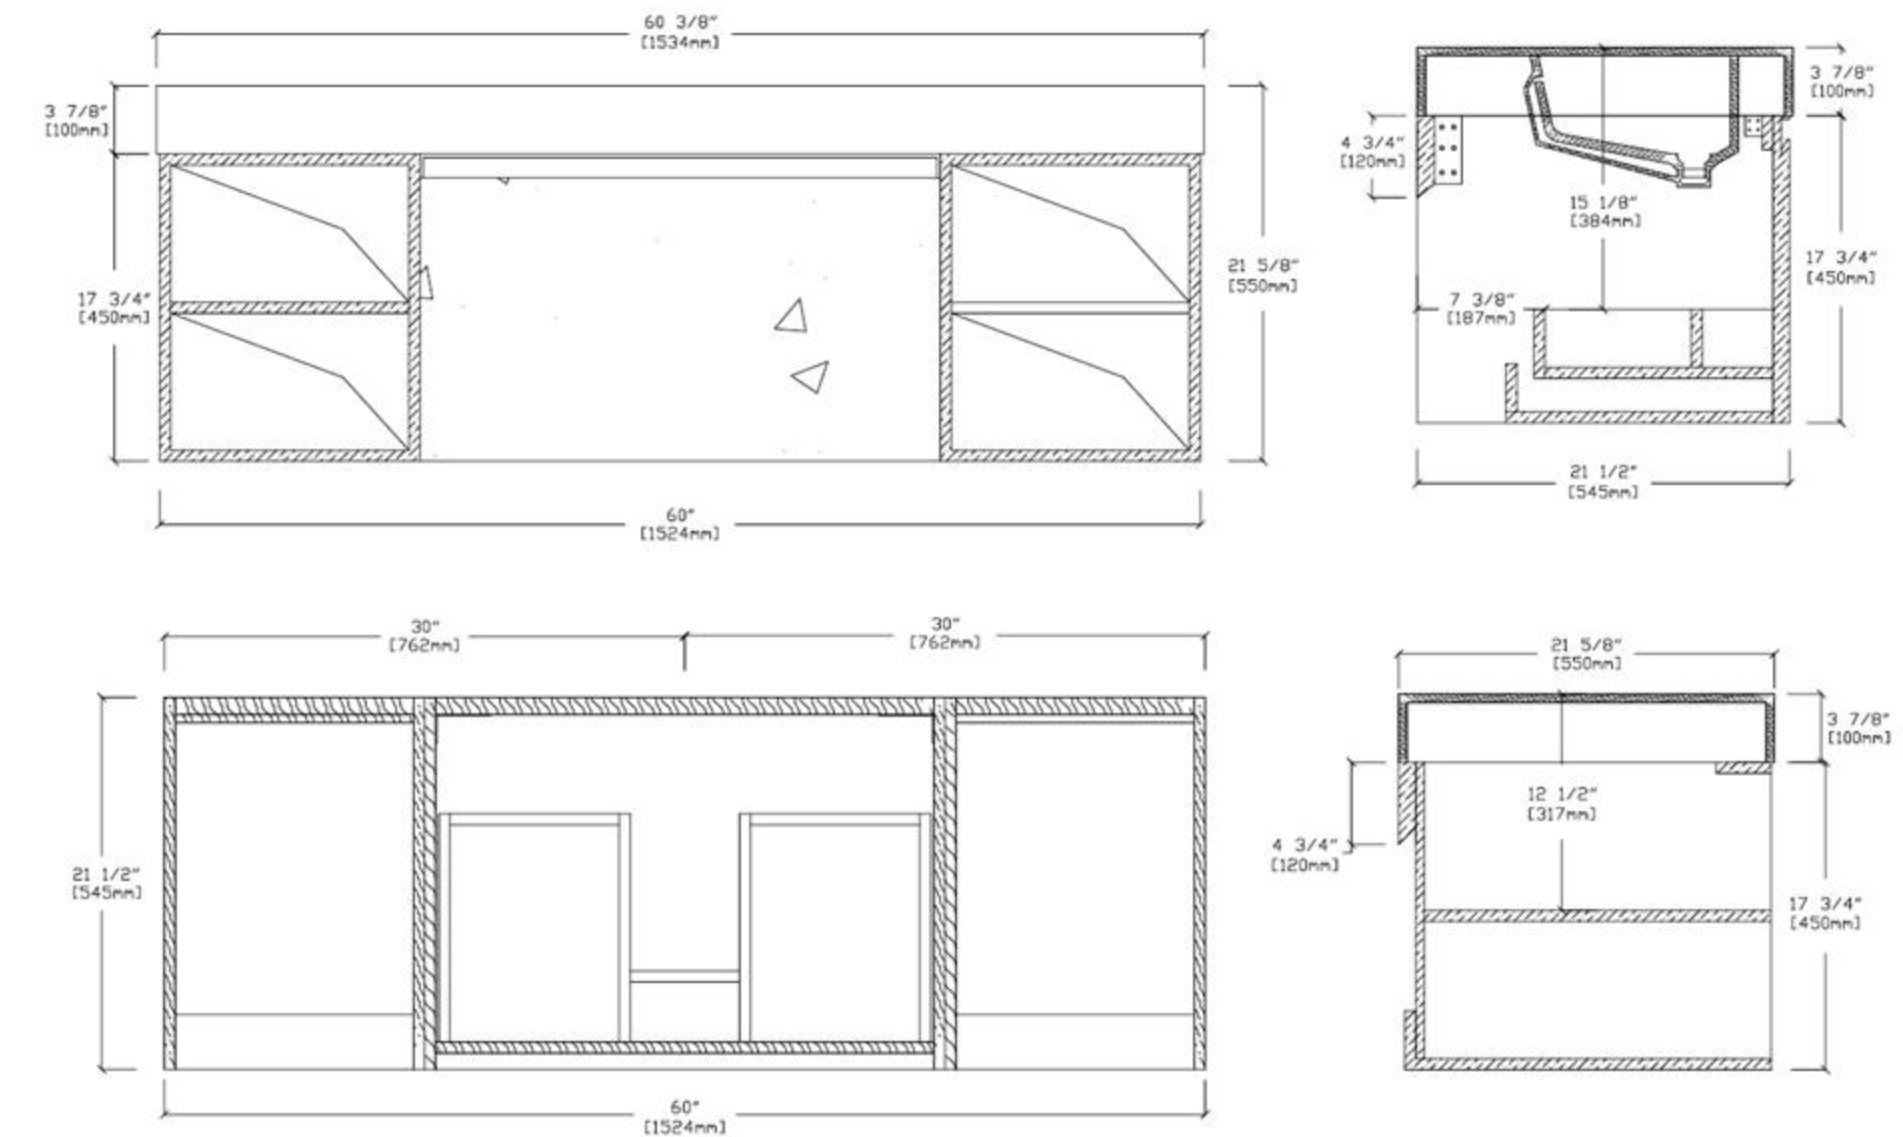 60 3/8"
[1534mm]
3 7/8"
[100mm]
17 3/4"
[450mm]
21 5/8"
[550mm]
60"
[1524mm]
3 7/8"
[100mm]
4 3/4"
[120mm]
15 1/8"
[384mm]
17 3/4"
[450mm]
7 3/8"
[187mm]
21 1/2"
[545mm]
30"
[762mm]
30"
[762mm]
21 1/2"
[545mm]
60"
[1524mm]
21 5/8"
[550mm]
3 7/8"
[100mm]
12 1/2"
[317mm]
4 3/4"
[120mm]
17 3/4"
[450mm]